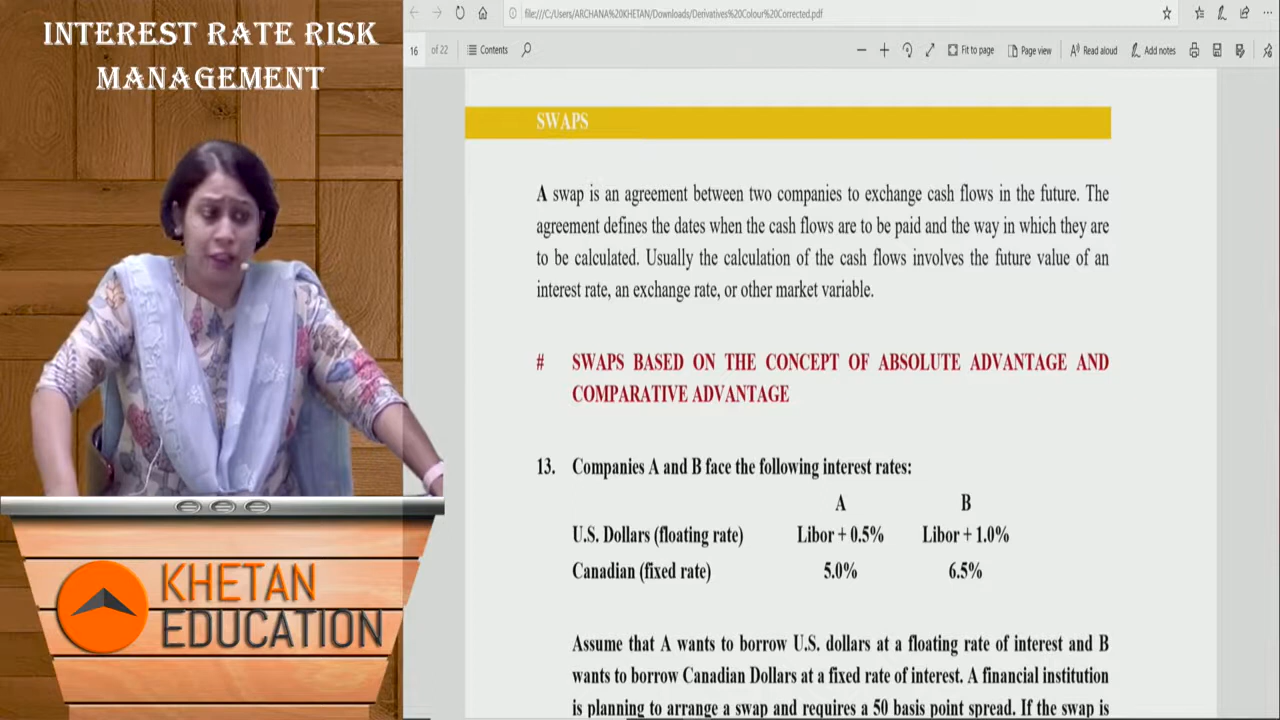 INTEREST RATE RISK
MANAGEMENT
file:///C:/Users/ARCHANA%20KHETAN/Downloads/Derivatives%20Colour%20Corrected.pdf
16 of 22 Contents Fit to page Page view Read aloud Add notes
SWAPS
A swap is an agreement between two companies to exchange cash flows in the future. The
agreement defines the dates when the cash flows are to be paid and the way in which they are
to be calculated. Usually the calculation of the cash flows involves the future value of an
interest rate, an exchange rate, or other market variable.
# SWAPS BASED ON THE CONCEPT OF ABSOLUTE ADVANTAGE AND
COMPARATIVE ADVANTAGE
13. Companies A and B face the following interest rates:
A B
U.S. Dollars (floating rate) Libor + 0.5% Libor + 1.0%
Canadian (fixed rate) 5.0% 6.5%
Assume that A wants to borrow U.S. dollars at a floating rate of interest and B
wants to borrow Canadian Dollars at a fixed rate of interest. A financial institution
is planning to arrange a swap and requires a 50 basis point spread. If the swap is
KHETAN
EDUCATION